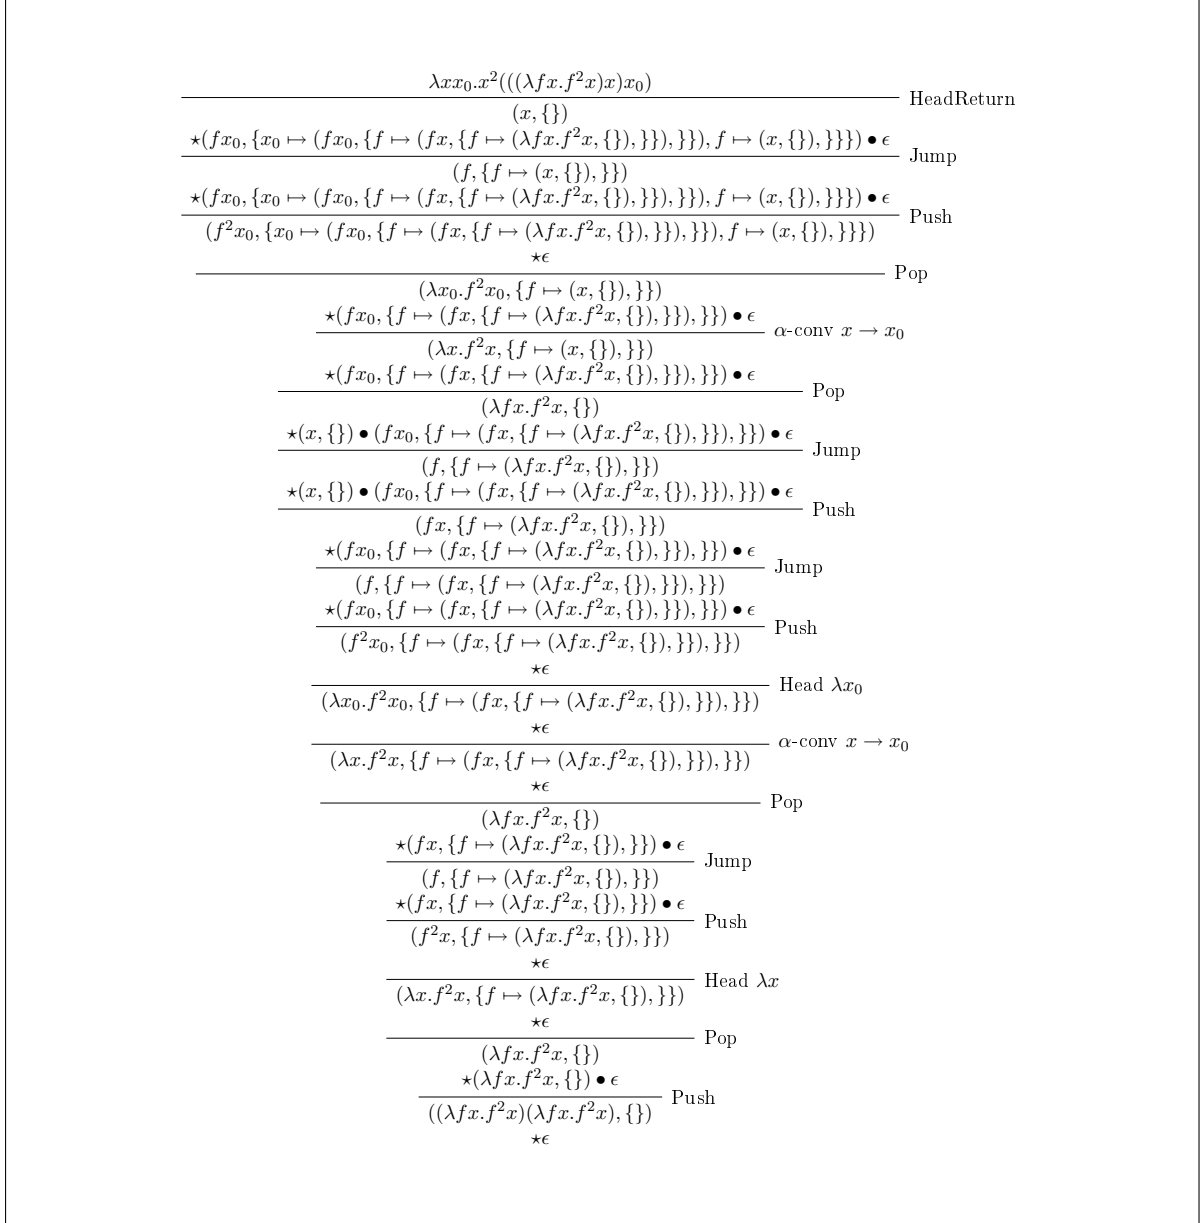 λxx₀.x²(((λfx.f²x)x)x₀)
HeadReturn
(x, {})
⋆(fx₀, {x₀ ↦ (fx₀, {f ↦ (fx, {f ↦ (λfx.f²x, {}), }}), }}), f ↦ (x, {}), }}}) • ϵ
Jump
(f, {f ↦ (x, {}), }})
⋆(fx₀, {x₀ ↦ (fx₀, {f ↦ (fx, {f ↦ (λfx.f²x, {}), }}), }}), f ↦ (x, {}), }}}) • ϵ
Push
(f²x₀, {x₀ ↦ (fx₀, {f ↦ (fx, {f ↦ (λfx.f²x, {}), }}), }}), f ↦ (x, {}), }}})
⋆ϵ
Pop
(λx₀.f²x₀, {f ↦ (x, {}), }})
⋆(fx₀, {f ↦ (fx, {f ↦ (λfx.f²x, {}), }}), }}) • ϵ
α-conv x → x₀
(λx.f²x, {f ↦ (x, {}), }})
⋆(fx₀, {f ↦ (fx, {f ↦ (λfx.f²x, {}), }}), }}) • ϵ
Pop
(λfx.f²x, {})
⋆(x, {}) • (fx₀, {f ↦ (fx, {f ↦ (λfx.f²x, {}), }}), }}) • ϵ
Jump
(f, {f ↦ (λfx.f²x, {}), }})
⋆(x, {}) • (fx₀, {f ↦ (fx, {f ↦ (λfx.f²x, {}), }}), }}) • ϵ
Push
(fx, {f ↦ (λfx.f²x, {}), }})
⋆(fx₀, {f ↦ (fx, {f ↦ (λfx.f²x, {}), }}), }}) • ϵ
Jump
(f, {f ↦ (fx, {f ↦ (λfx.f²x, {}), }}), }})
⋆(fx₀, {f ↦ (fx, {f ↦ (λfx.f²x, {}), }}), }}) • ϵ
Push
(f²x₀, {f ↦ (fx, {f ↦ (λfx.f²x, {}), }}), }})
⋆ϵ
Head λx₀
(λx₀.f²x₀, {f ↦ (fx, {f ↦ (λfx.f²x, {}), }}), }})
⋆ϵ
α-conv x → x₀
(λx.f²x, {f ↦ (fx, {f ↦ (λfx.f²x, {}), }}), }})
⋆ϵ
Pop
(λfx.f²x, {})
⋆(fx, {f ↦ (λfx.f²x, {}), }}) • ϵ
Jump
(f, {f ↦ (λfx.f²x, {}), }})
⋆(fx, {f ↦ (λfx.f²x, {}), }}) • ϵ
Push
(f²x, {f ↦ (λfx.f²x, {}), }})
⋆ϵ
Head λx
(λx.f²x, {f ↦ (λfx.f²x, {}), }})
⋆ϵ
Pop
(λfx.f²x, {})
⋆(λfx.f²x, {}) • ϵ
Push
((λfx.f²x)(λfx.f²x), {})
⋆ϵ